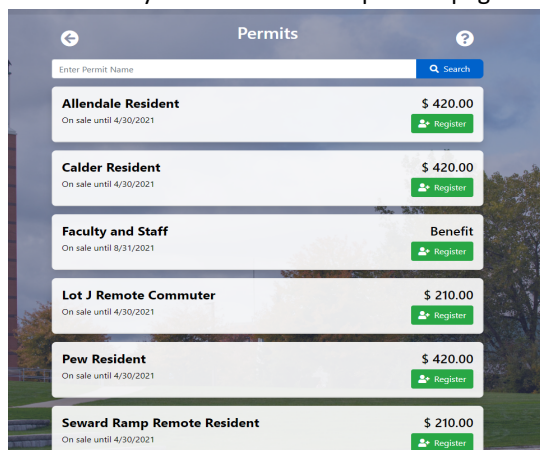 Permits
?
Enter Permit Name
Search
Allendale Resident
$ 420.00
On sale until 4/30/2021
Register
Calder Resident
$ 420.00
On sale until 4/30/2021
Register
Faculty and Staff
Benefit
On sale until 8/31/2021
Register
Lot J Remote Commuter
$ 210.00
On sale until 4/30/2021
Register
Pew Resident
$ 420.00
On sale until 4/30/2021
Register
Seward Ramp Remote Resident
$ 210.00
On sale until 4/30/2021
Register